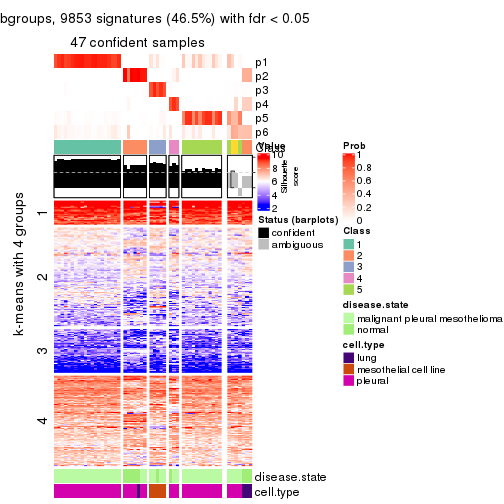 bgroups, 9853 signatures (46.5%) with fdr < 0.05
47 confident samples
p1
p2
p3
p4
p5
p6
Class
1
2
3
4
k-means with 4 groups
Silhouette
score
disease.state
cell.type
Value
10
8
6
4
2
Status (barplots)
confident
ambiguous
Prob
1
0.8
0.6
0.4
0.2
0
Class
1
2
3
4
5
disease.state
malignant pleural mesothelioma
normal
cell.type
lung
mesothelial cell line
pleural